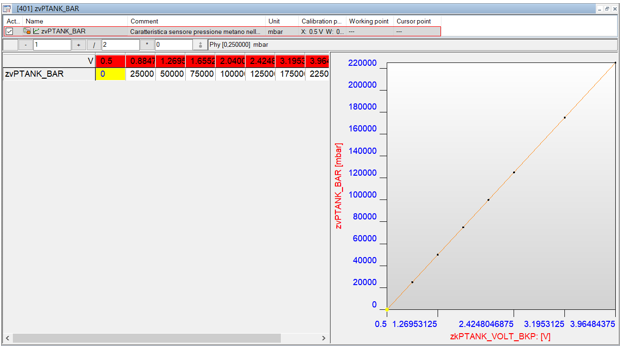 [401] zvPTANK_BAR
Act.. Name Comment Unit Calibration p... Working point Cursor point
zvPTANK_BAR Caratteristica sensore pressione metano nell... mbar X: 0.5 V W: 0... --- ---
- 1 + / 2 * 0 Phy [0,250000] mbar
V 0.5 0.8847 1.2695 1.6552 2.0400 2.4248 3.1953 3.964
zvPTANK_BAR 0 25000 50000 75000 100000 125000 175000 2250
220000
200000
180000
160000
140000
120000
100000
80000
60000
40000
20000
0
zvPTANK_BAR [mbar]
0.5 1.26953125 2.4248046875 3.1953125 3.96484375
zkPTANK_VOLT_BKP: [V]